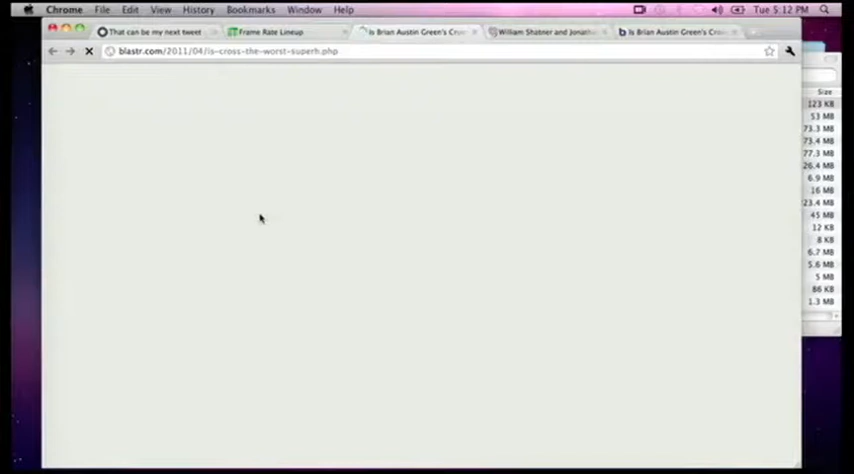 Chrome File Edit View History Bookmarks Window Help Tue 5:12 PM
That can be my next tweet Frame Rate Lineup Is Brian Austin Green's Cro William Shatner and Jonatha Is Brian Austin Green's Cro
blastr.com/2011/04/is-cross-the-worst-superh.php
Size
123 KB
53 MB
73.3 MB
73.4 MB
77.3 MB
26.4 MB
6.9 MB
16 MB
23.4 MB
45 MB
12 KB
8 KB
6.7 MB
5.6 MB
5 MB
86 KB
1.3 MB